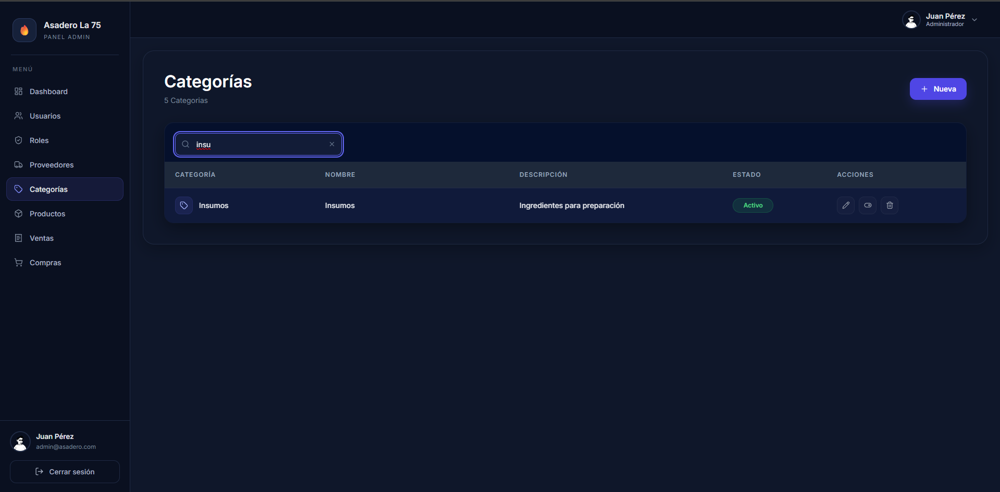 Asadero La 75
PANEL ADMIN
MENÚ
Dashboard
Usuarios
Roles
Proveedores
Categorías
Productos
Ventas
Compras
Juan Pérez
admin@asadero.com
Cerrar sesión
Juan Pérez
Administrador
Categorías
5 Categorias
Nueva
insu
CATEGORÍA NOMBRE DESCRIPCIÓN ESTADO ACCIONES
Insumos Insumos Ingredientes para preparación Activo